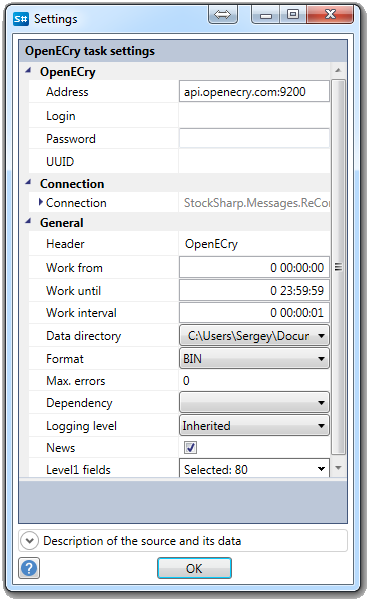 S# Settings
OpenECry task settings
OpenECry
Address api.openecry.com:9200
Login
Password
UUID
Connection
Connection StockSharp.Messages.ReCor
General
Header OpenECry
Work from 0 00:00:00
Work until 0 23:59:59
Work interval 0 00:00:01
Data directory C:\Users\Sergey\Docur
Format BIN
Max. errors 0
Dependency
Logging level Inherited
News
Level1 fields Selected: 80
Description of the source and its data
? OK